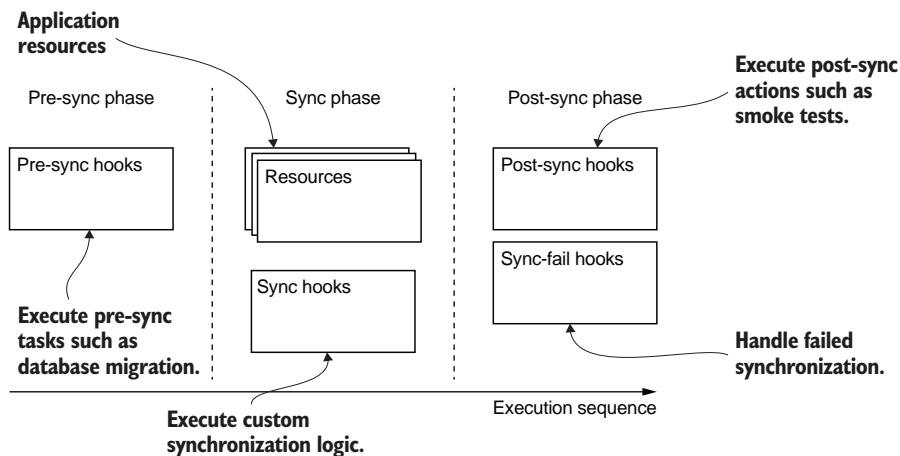 Application
resources
Execute post-sync
actions such as
smoke tests.
Pre-sync phase
Sync phase
Post-sync phase
Pre-sync hooks
Resources
Post-sync hooks
Sync hooks
Sync-fail hooks
Execute pre-sync
tasks such as
database migration.
Handle failed
synchronization.
Execution sequence
Execute custom
synchronization logic.